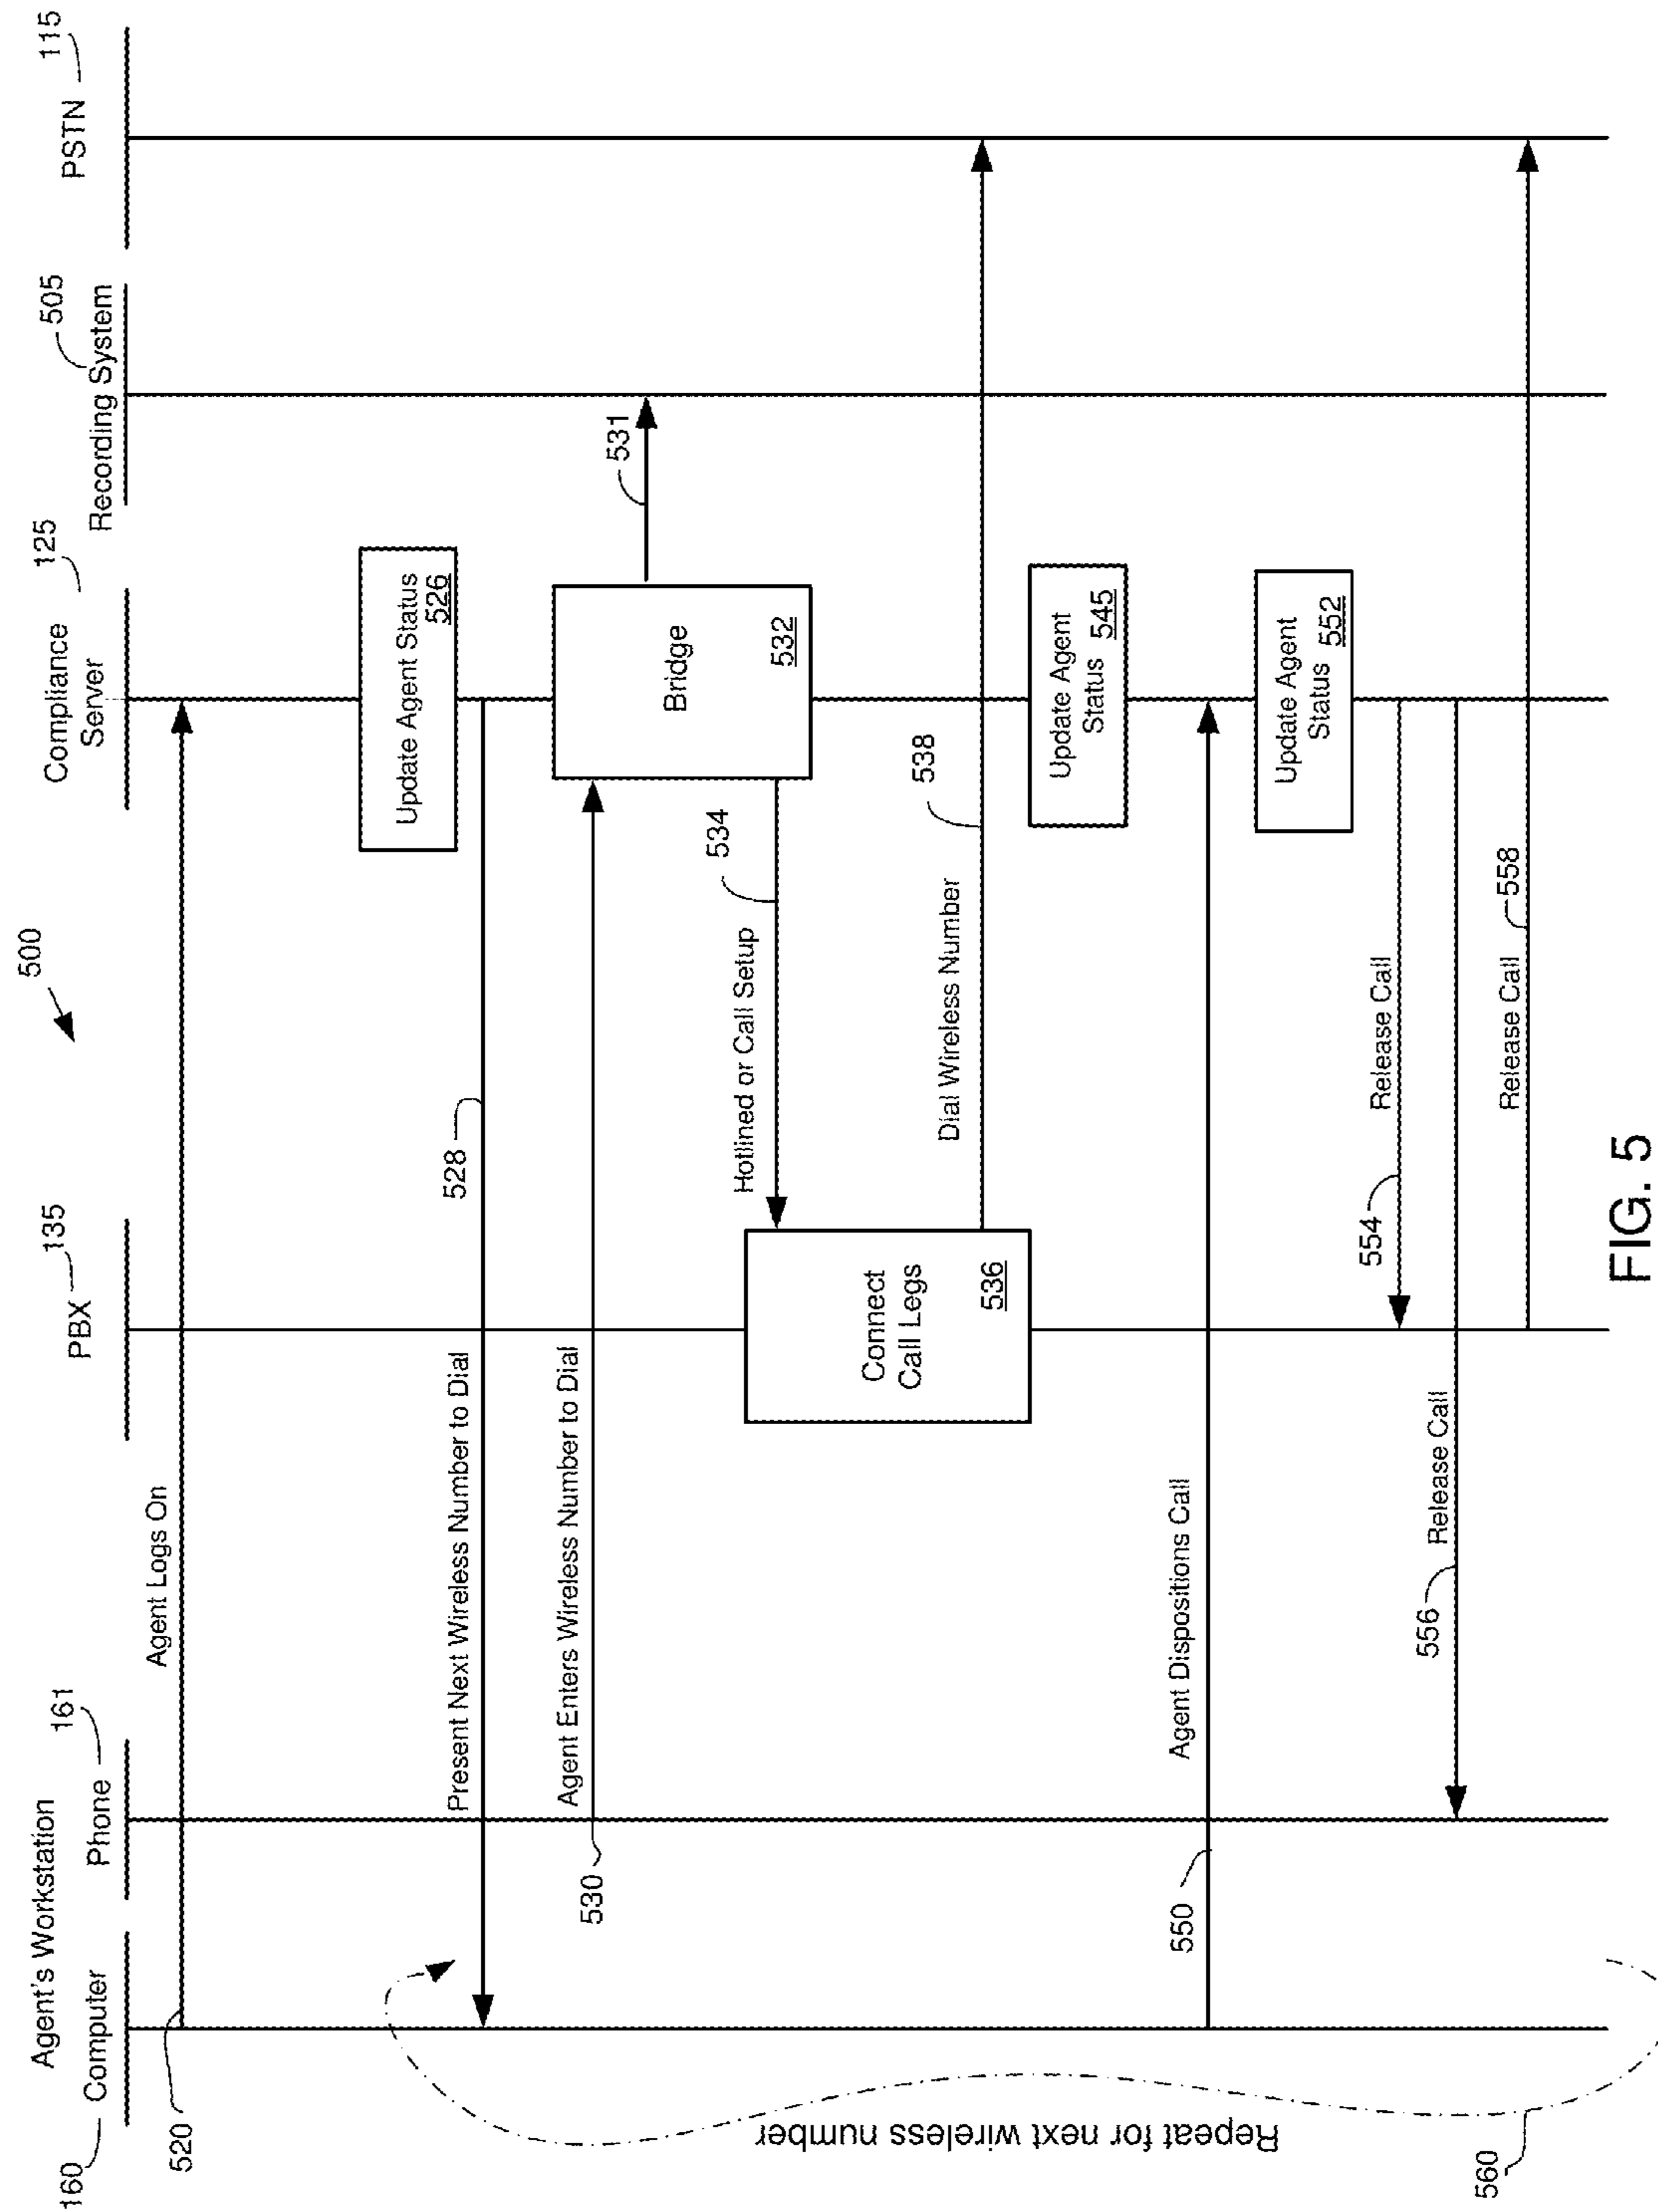 500
Agent's Workstation
160
Computer
Phone
161
PBX
135
Compliance
Server
125
Recording System
505
PSTN
115
Agent Logs On
520
Update Agent Status
526
528
Present Next Wireless Number to Dial
Agent Enters Wireless Number to Dial
530
531
Bridge
532
534
Hotlined or Call Setup
Connect
Call Legs
536
538
Dial Wireless Number
Update Agent
Status 545
Agent Dispositions Call
550
Update Agent
Status 552
554
Release Call
556
Release Call
Release Call
558
Repeat for next wireless number
560
FIG. 5